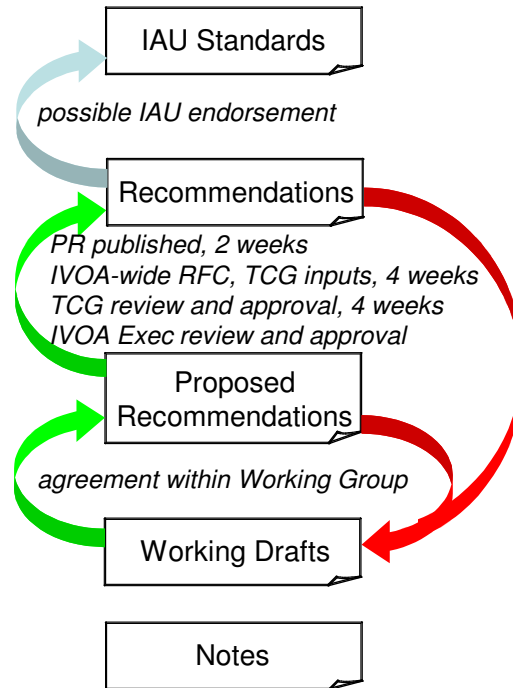 IAU Standards
possible IAU endorsement
Recommendations
PR published, 2 weeks
IVOA-wide RFC, TCG inputs, 4 weeks
TCG review and approval, 4 weeks
IVOA Exec review and approval
Proposed
Recommendations
agreement within Working Group
Working Drafts
Notes